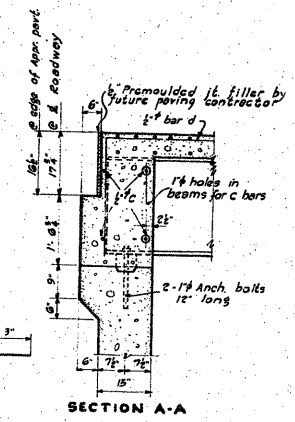 @ edge of Appr. pavt.
@ ℄ Roadway
½" Premoulded jt. filler by
future paving contractor
6"
½"ᶲ bar d
16½"
17¾"
1"ᶲ holes in
beams for c bars
½"ᶲ c
2½"
9"
2 - 1"ᶲ Anch. bolts
12" long
6"
3"
6"
7½"
7½"
15"
SECTION A-A